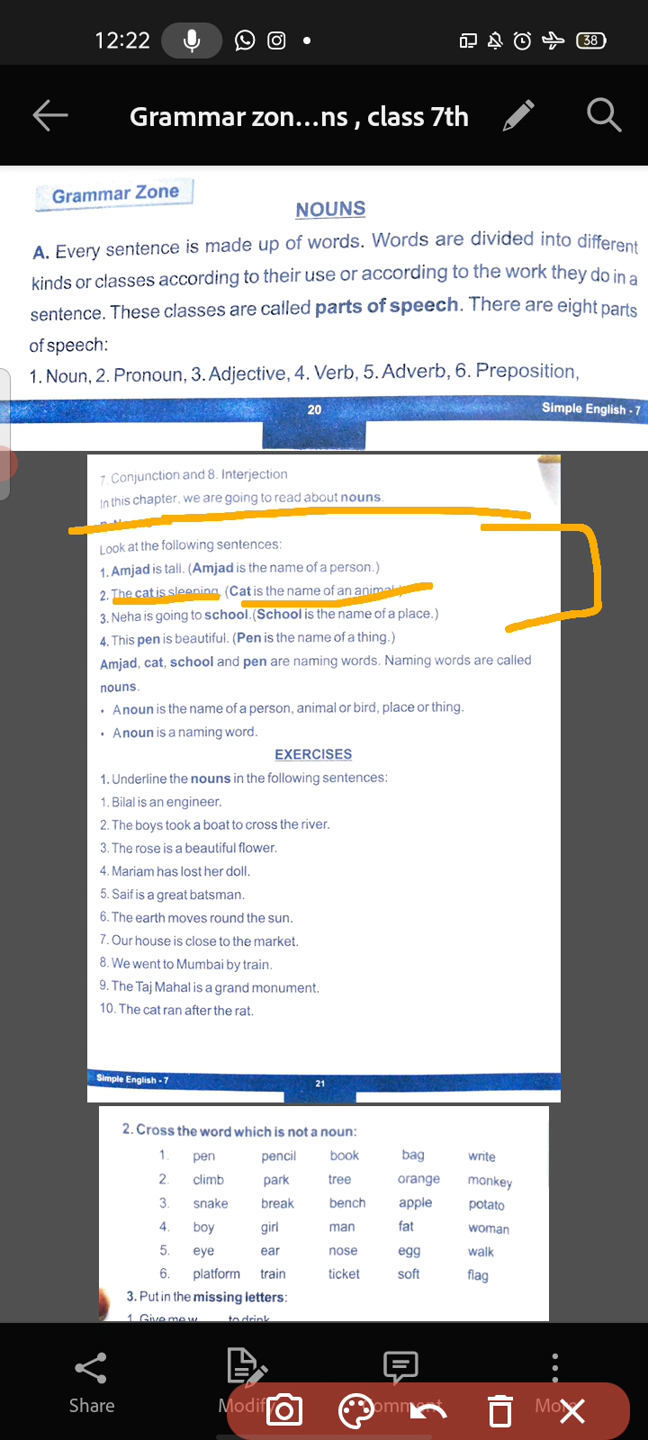 12:22
38
Grammar zon...ns , class 7th
Grammar Zone
NOUNS
A. Every sentence is made up of words. Words are divided into different
kinds or classes according to their use or according to the work they do in a
sentence. These classes are called parts of speech. There are eight parts
of speech:
1. Noun, 2. Pronoun, 3. Adjective, 4. Verb, 5. Adverb, 6. Preposition,
20
Simple English - 7
7. Conjunction and 8. Interjection
In this chapter, we are going to read about nouns.
Look at the following sentences:
1. Amjad is tall. (Amjad is the name of a person.)
2. The cat is sleeping. (Cat is the name of an animal.)
3. Neha is going to school. (School is the name of a place.)
4. This pen is beautiful. (Pen is the name of a thing.)
Amjad, cat, school and pen are naming words. Naming words are called
nouns.
• A noun is the name of a person, animal or bird, place or thing.
• A noun is a naming word.
EXERCISES
1. Underline the nouns in the following sentences:
1. Bilal is an engineer.
2. The boys took a boat to cross the river.
3. The rose is a beautiful flower.
4. Mariam has lost her doll.
5. Saif is a great batsman.
6. The earth moves round the sun.
7. Our house is close to the market.
8. We went to Mumbai by train.
9. The Taj Mahal is a grand monument.
10. The cat ran after the rat.
Simple English - 7
21
2. Cross the word which is not a noun:
1. pen pencil book bag write
2. climb park tree orange monkey
3. snake break bench apple potato
4. boy girl man fat woman
5. eye ear nose egg walk
6. platform train ticket soft flag
3. Put in the missing letters:
1. Give me w to drink
Share